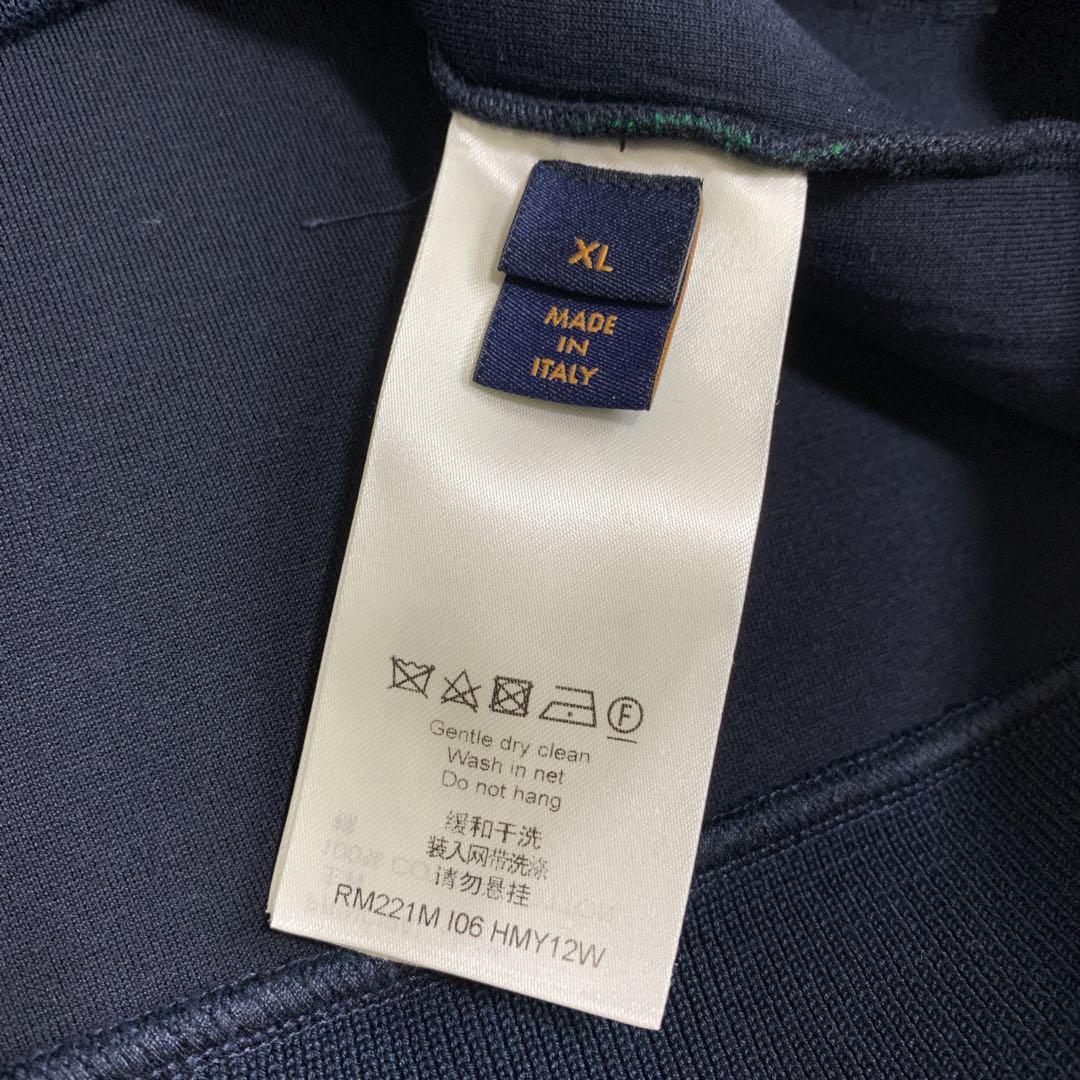 XL
MADE
IN
ITALY
F
Gentle dry clean
Wash in net
Do not hang
缓和干洗
装入网带洗涤
请勿悬挂
RM221M I06 HMY12W